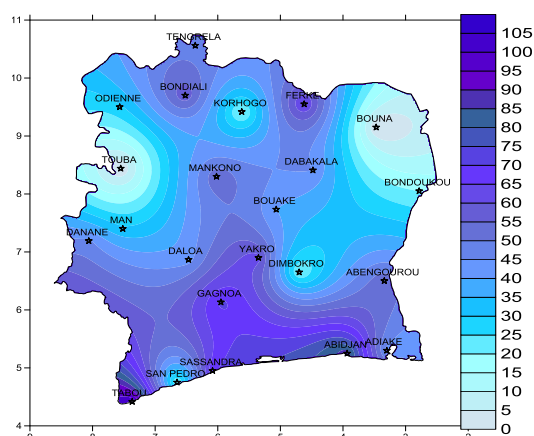 11
TENGRELA
105
100
10
95
BONDIALI
FERKE
90
ODIENNE
KORHOGO
85
BOUNA
80
9
75
TOUBA
70
DABAKALA
MANKONO
65
BONDOUKOU
8
60
BOUAKE
55
MAN
50
DANANE
45
7
YAKRO
DALOA
40
DIMBOKRO
ABENGOUROU
35
GAGNOA
30
6
25
ABIDJAN
ADIAKE
20
SASSANDRA
15
5
SAN PEDRO
10
TABOU
5
4
0